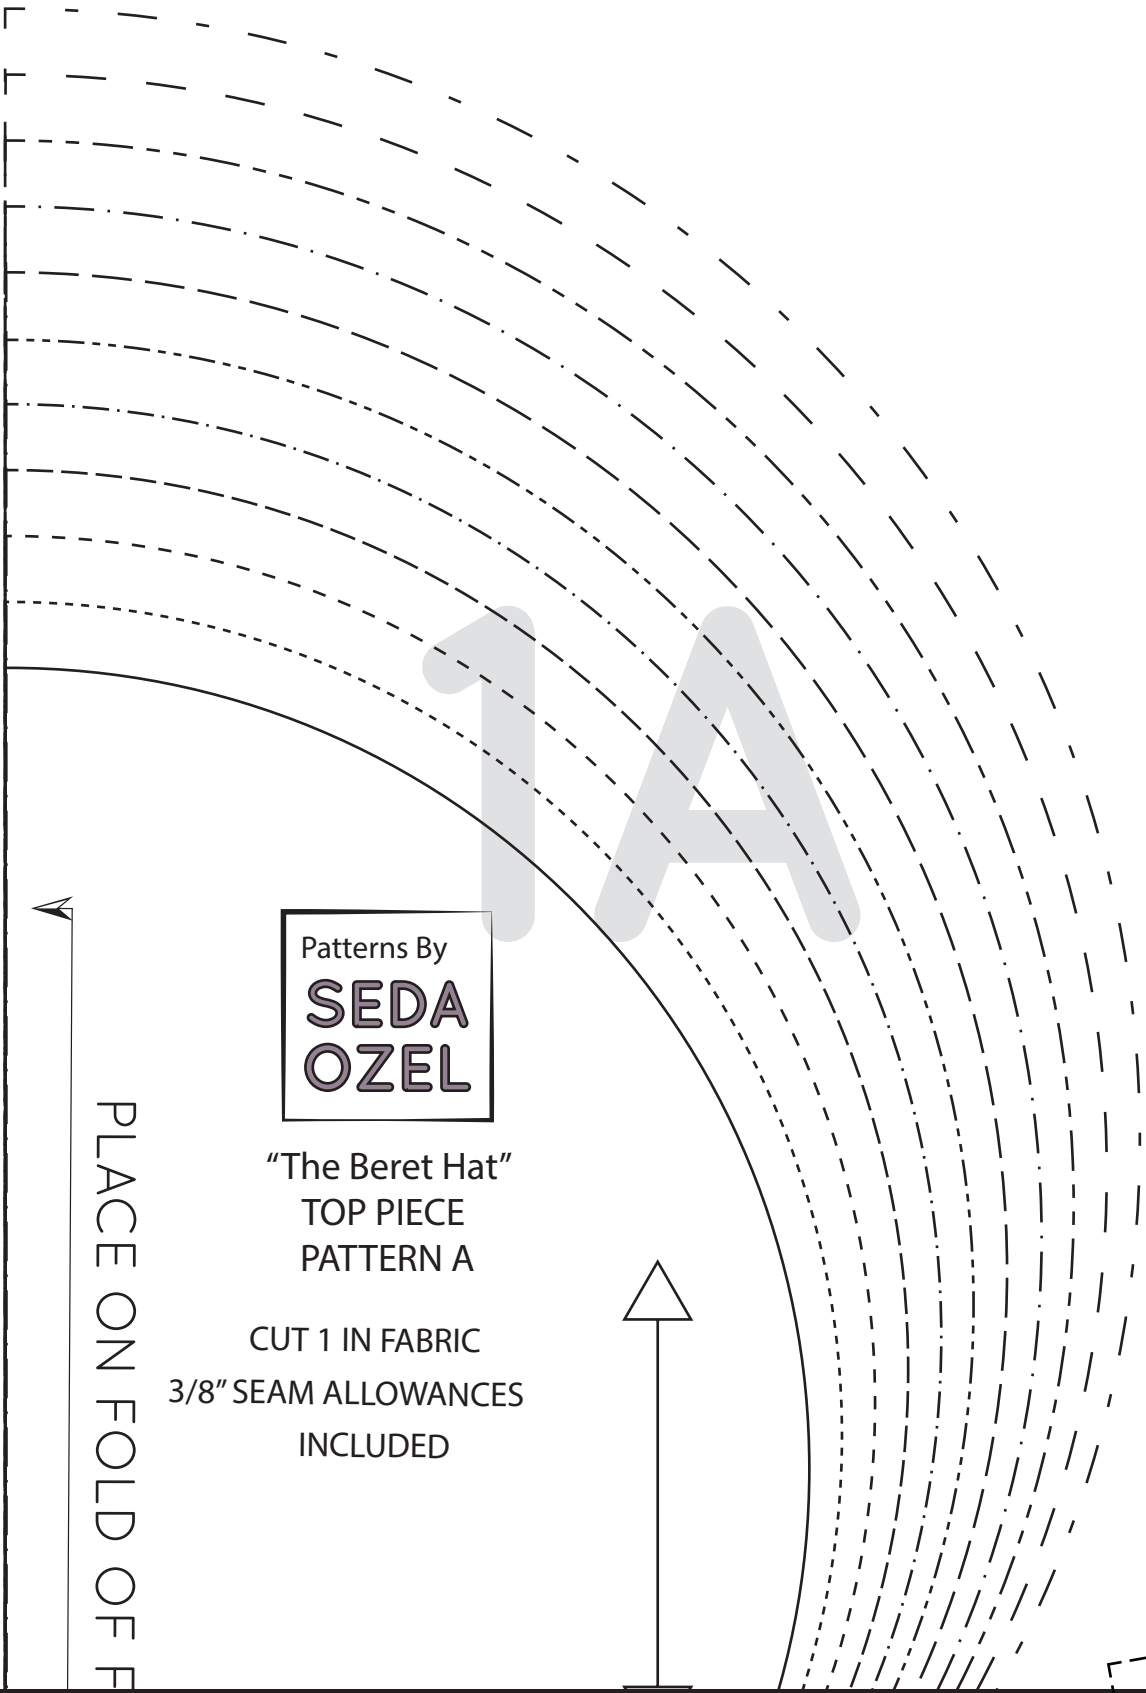 1A
Patterns By
SEDA
OZEL
“The Beret Hat”
TOP PIECE
PATTERN A
CUT 1 IN FABRIC
3/8” SEAM ALLOWANCES
INCLUDED
PLACE ON FOLD OF F